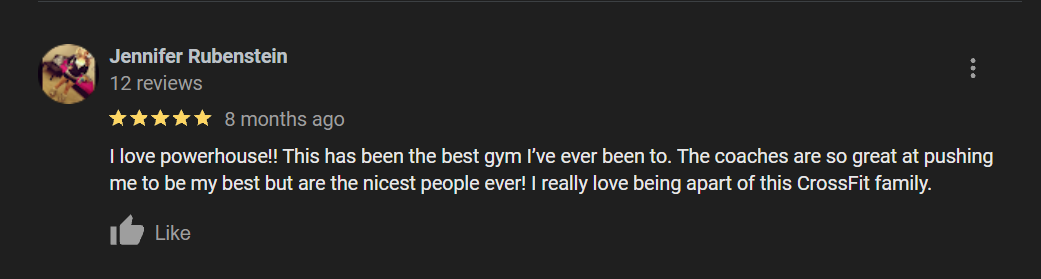 Jennifer Rubenstein
12 reviews
8 months ago
I love powerhouse!! This has been the best gym I’ve ever been to. The coaches are so great at pushing
me to be my best but are the nicest people ever! I really love being apart of this CrossFit family.
Like